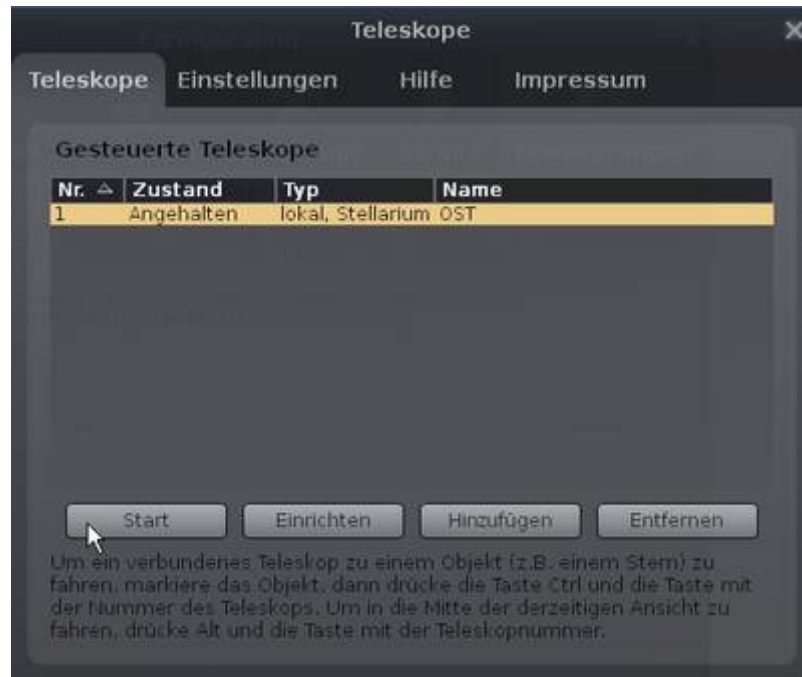 Teleskope
Teleskope Einstellungen Hilfe Impressum
Gesteuerte Teleskope
Nr. Zustand Typ Name
1 Angehalten lokal, Stellarium OST
Start Einrichten Hinzufügen Entfernen
Um ein verbundenes Teleskop zu einem Objekt (z.B. einem Stern) zu
fahren, markiere das Objekt, dann drücke die Taste Ctrl und die Taste mit
der Nummer des Teleskops. Um in die Mitte der derzeitigen Ansicht zu
fahren, drücke Alt und die Taste mit der Teleskopnummer.